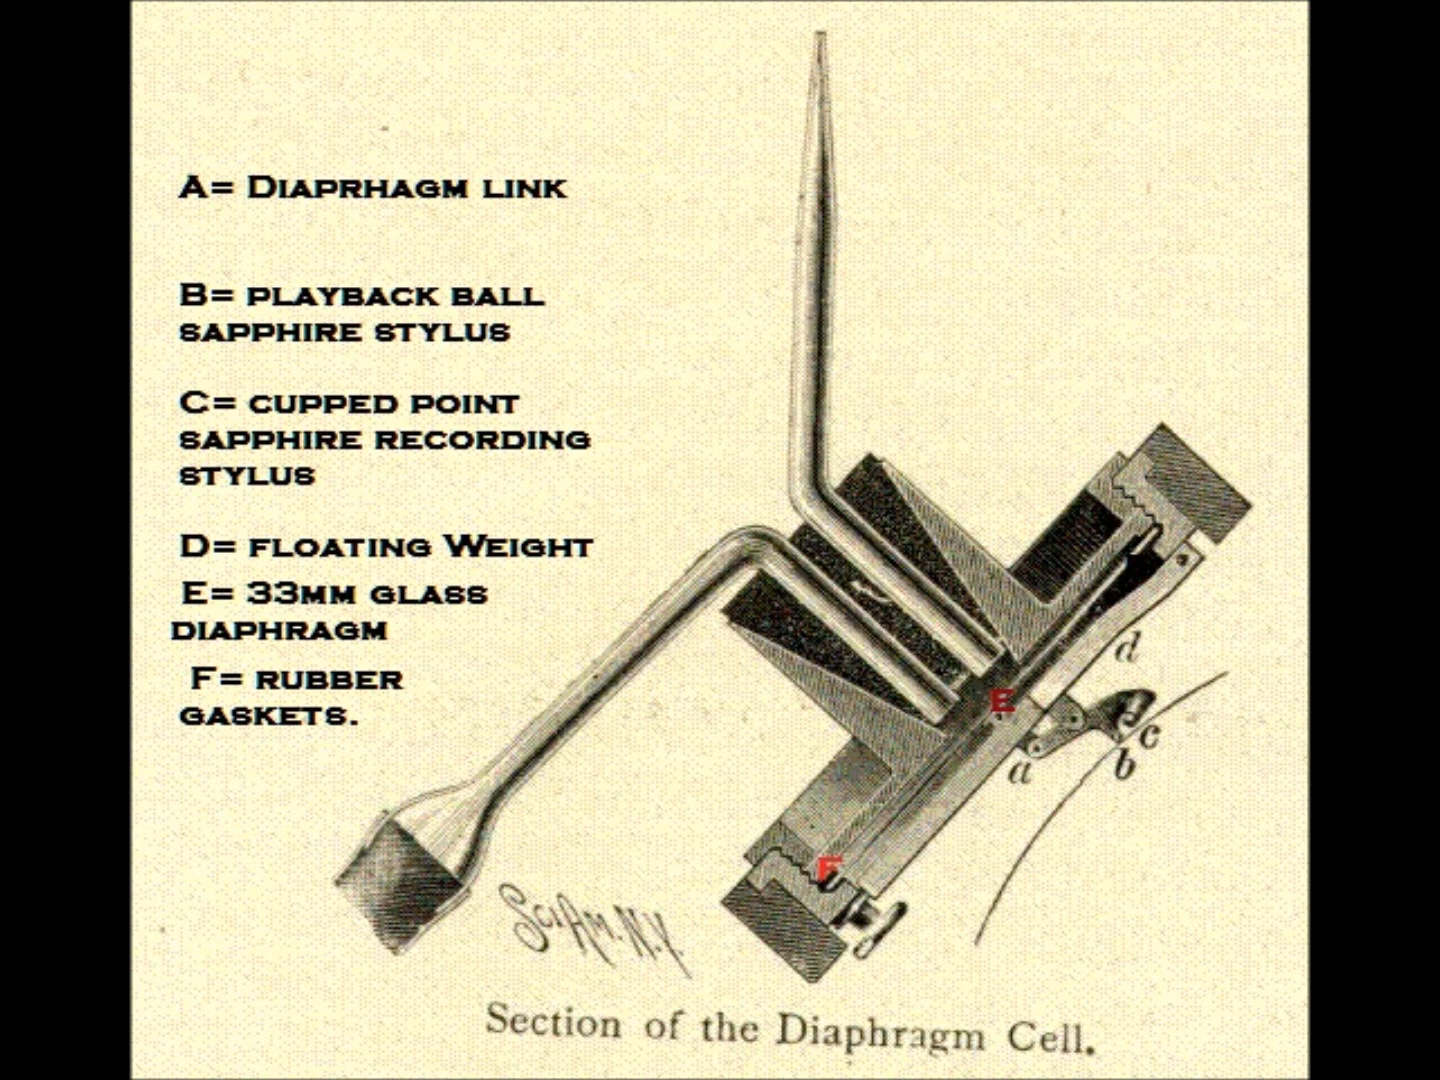 A= Diaprhagm link
B= playback ball
sapphire stylus
C= cupped point
sapphire recording
stylus
D= floating Weight
E= 33mm glass
diaphragm
F= rubber
gaskets.
E
F
d
c
b
a
Sci. Am. N.Y.
Section of the Diaphragm Cell.